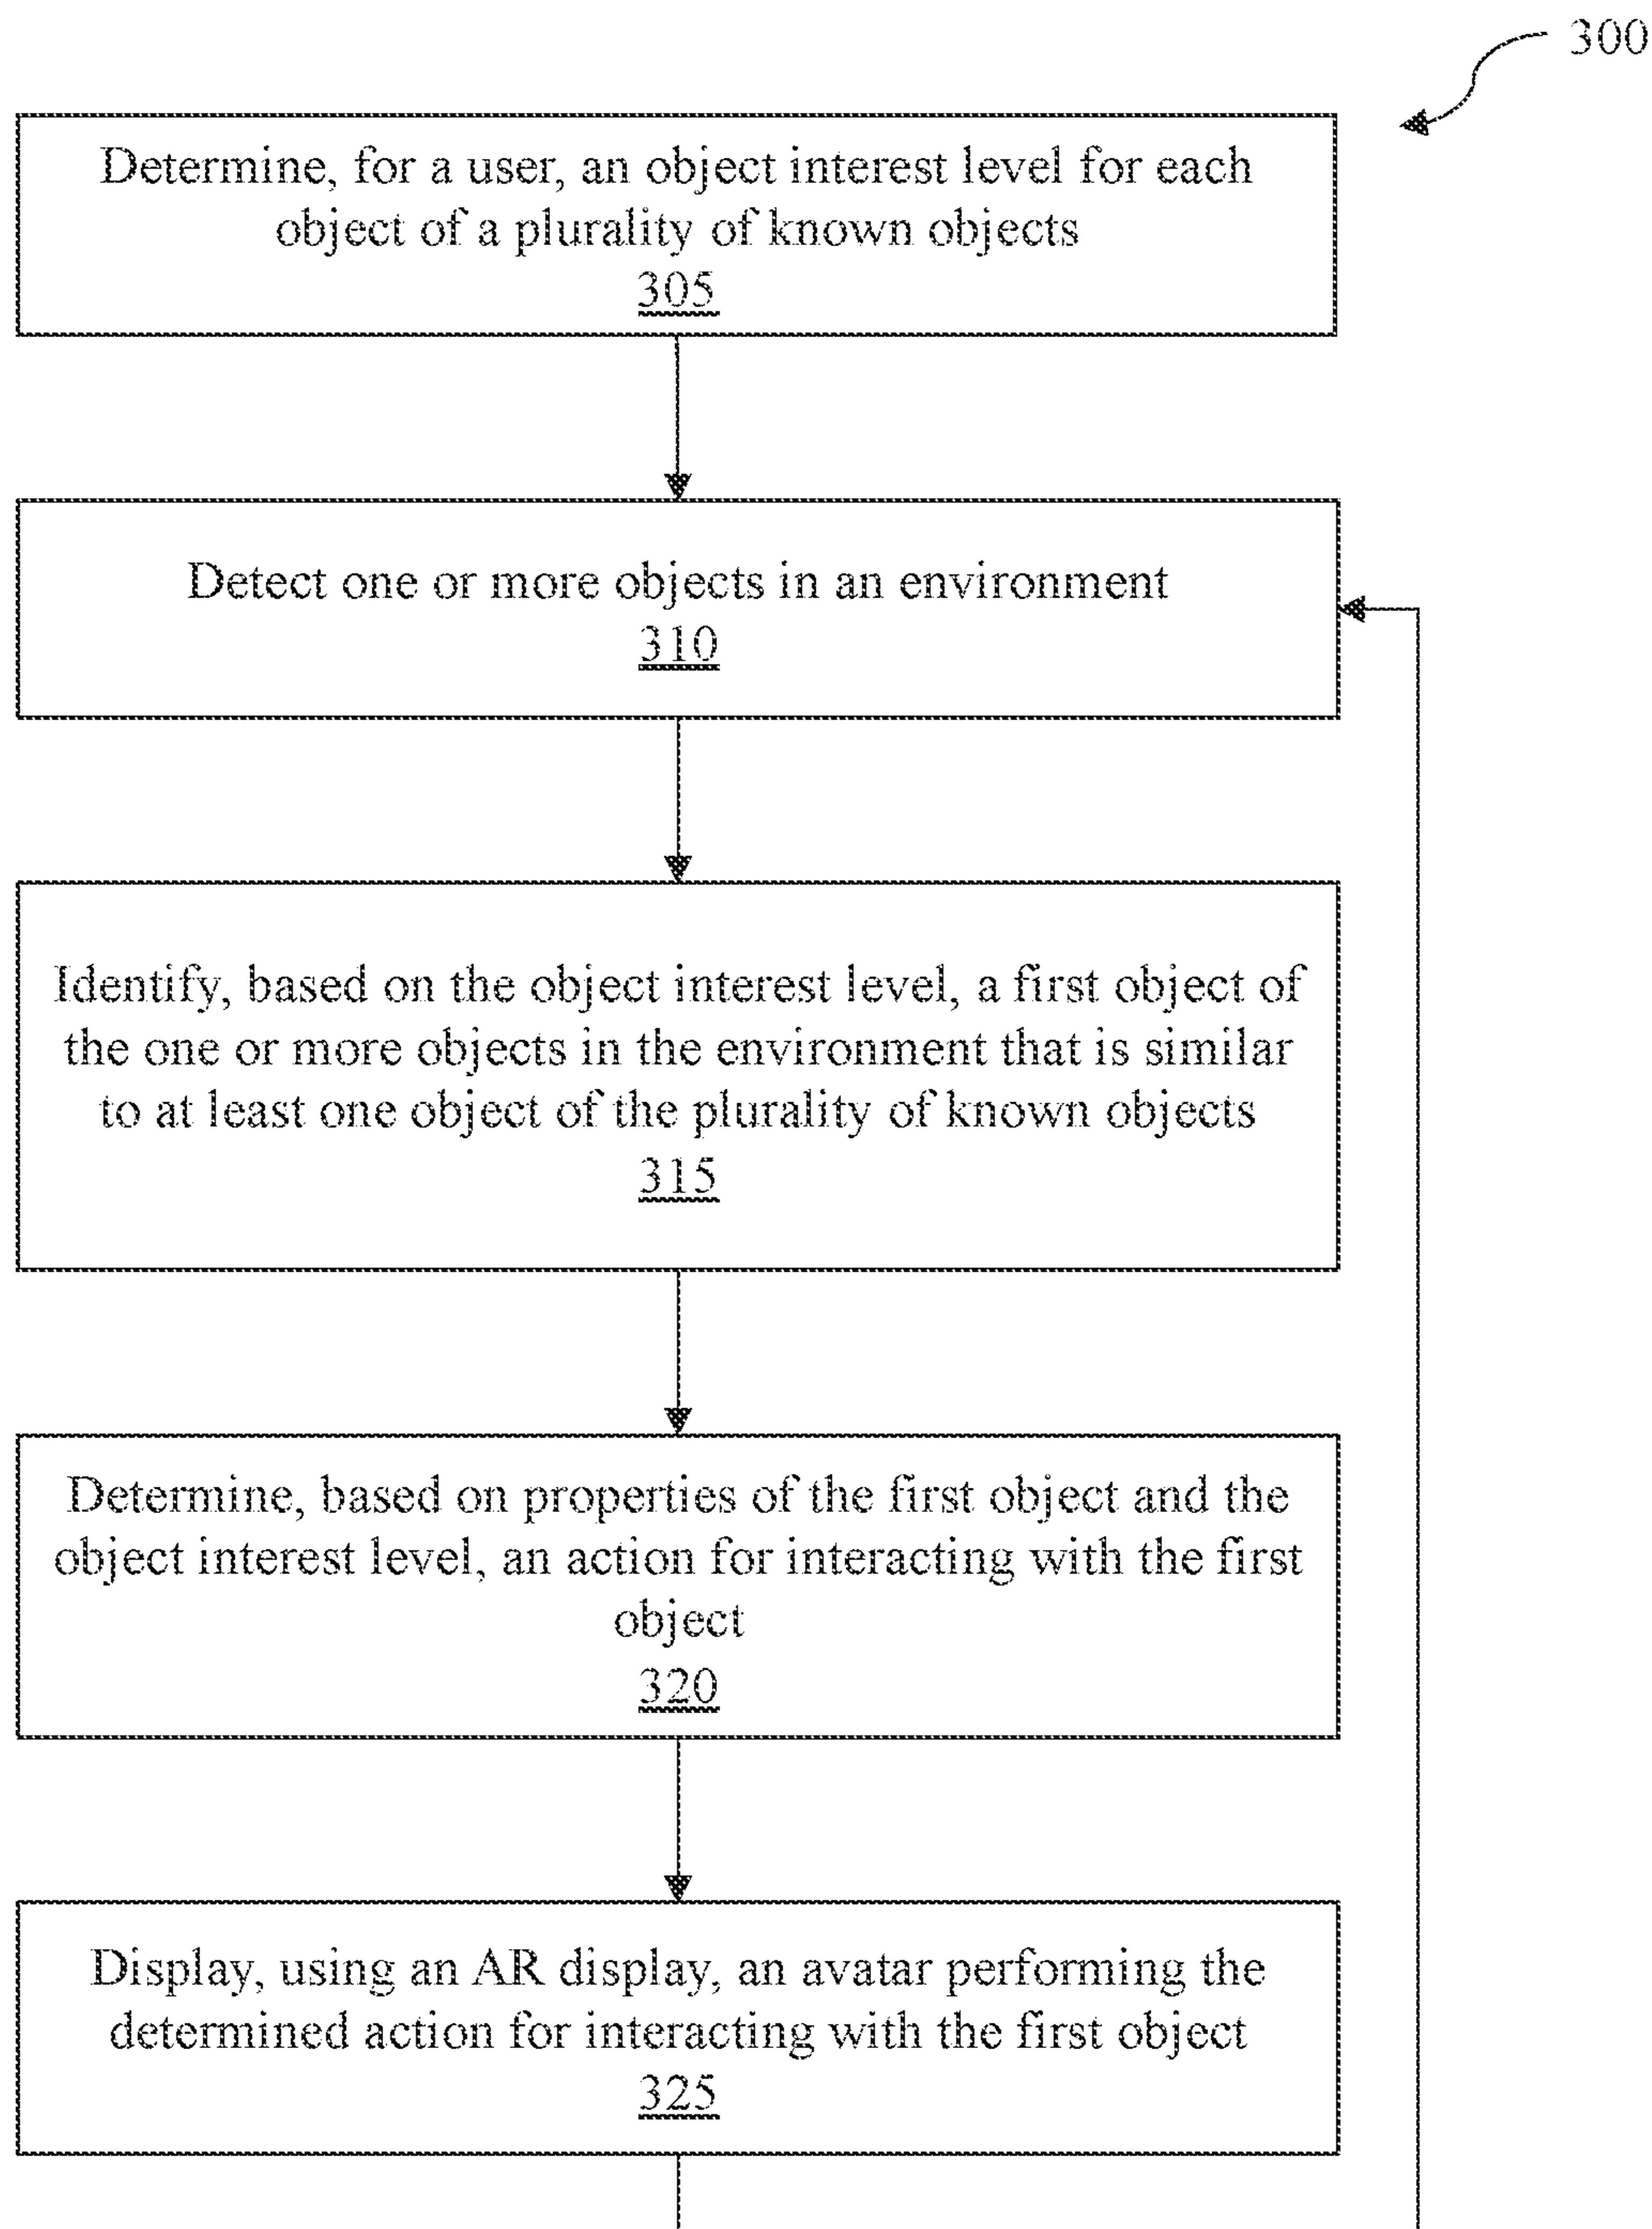 300
Determine, for a user, an object interest level for each
object of a plurality of known objects
305
Detect one or more objects in an environment
310
Identify, based on the object interest level, a first object of
the one or more objects in the environment that is similar
to at least one object of the plurality of known objects
315
Determine, based on properties of the first object and the
object interest level, an action for interacting with the first
object
320
Display, using an AR display, an avatar performing the
determined action for interacting with the first object
325